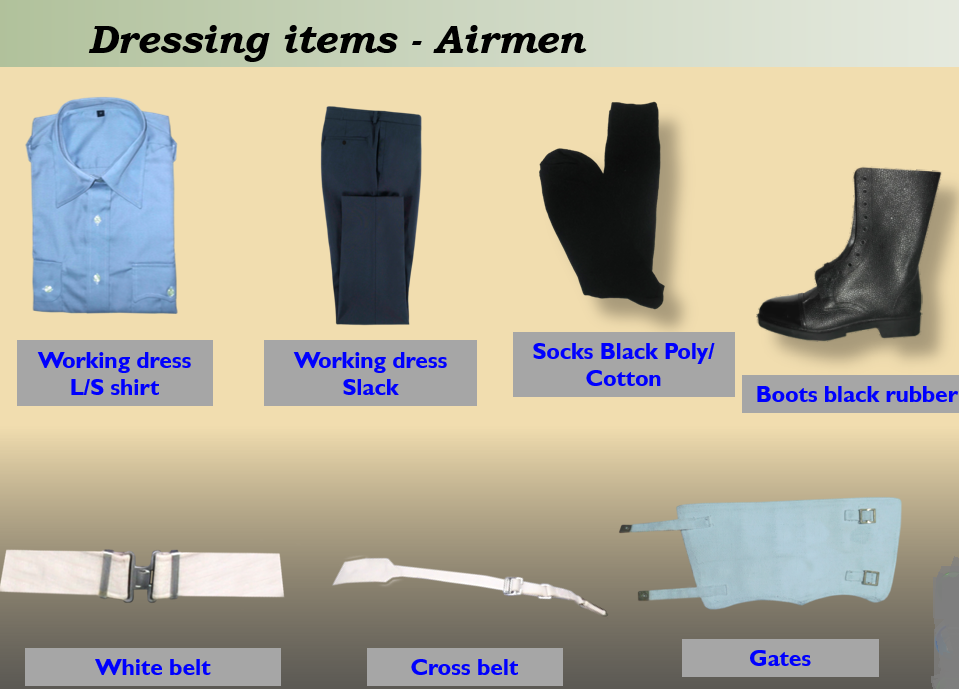 Dressing items - Airmen
Working dress
L/S shirt
Working dress
Slack
Socks Black Poly/
Cotton
Boots black rubber
White belt
Cross belt
Gates